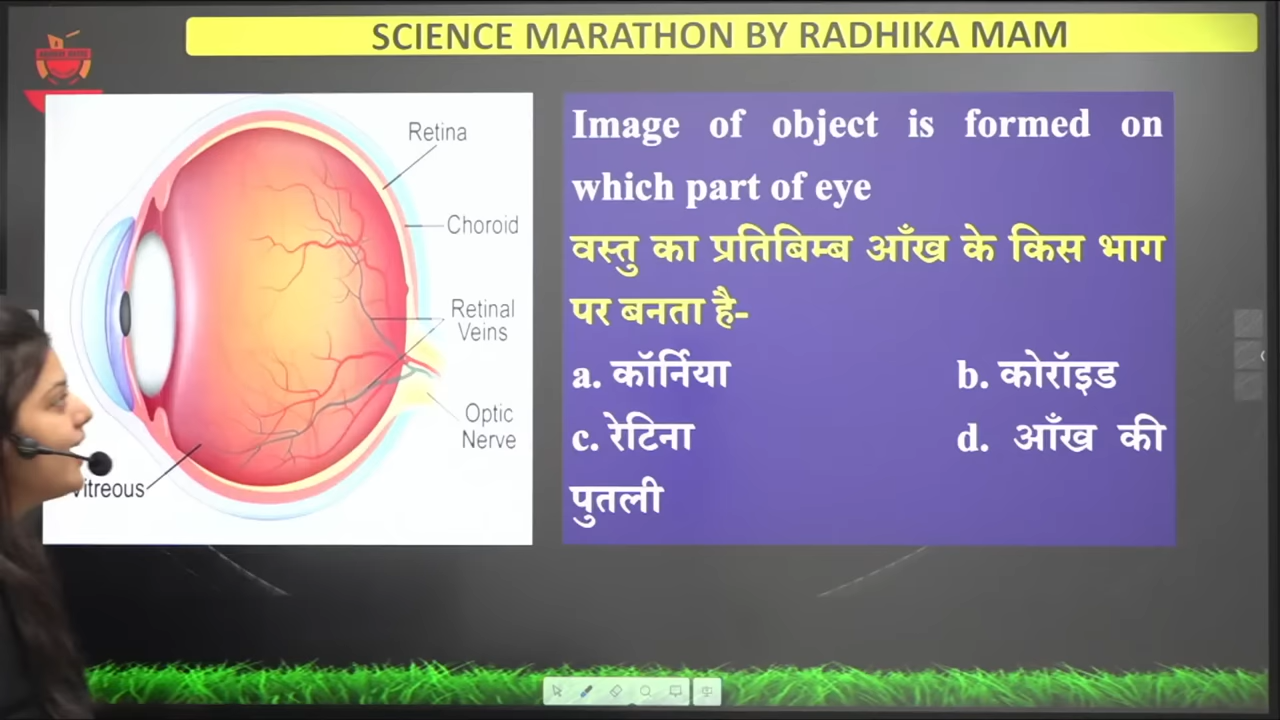 SCIENCE MARATHON BY RADHIKA MAM
Retina
Choroid
Retinal
Veins
Optic
Nerve
Vitreous
Image of object is formed on
which part of eye
वस्तु का प्रतिबिम्ब आँख के किस भाग
पर बनता है-
a. कॉर्निया b. कोरॉइड
c. रेटिना d. आँख की
पुतली